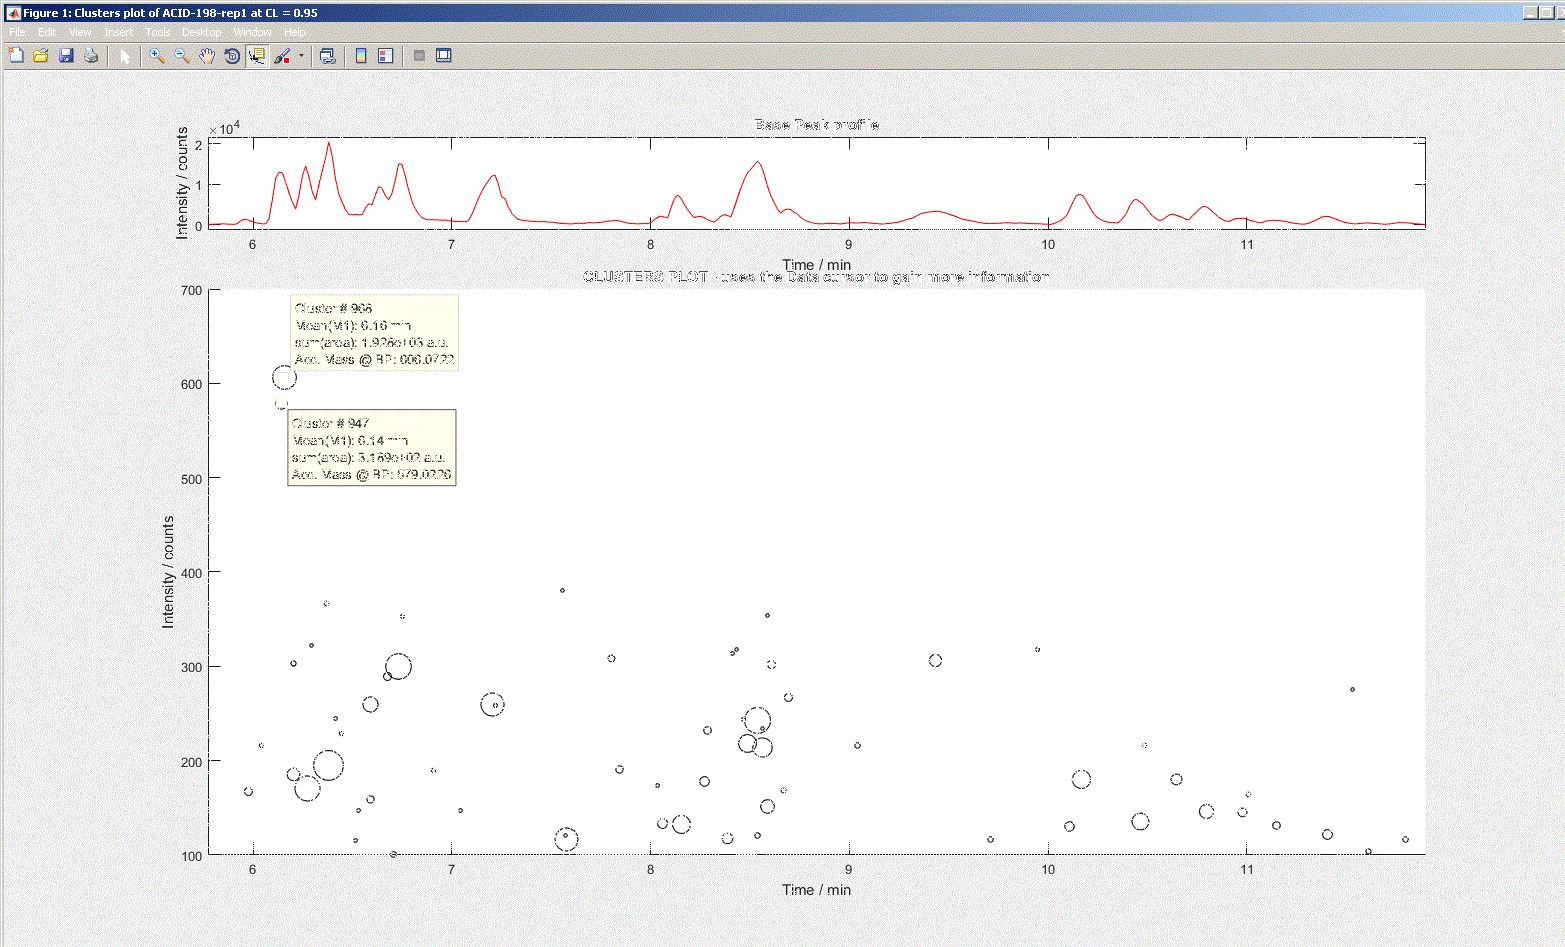 Figure 1: Clusters plot of ACID-198-rep1 at CL = 0.95
File Edit View Insert Tools Desktop Window Help
Base Peak profile
×10^4
Intensity / counts
2
1
0
6 7 8 9 10 11
Time / min
CLUSTERS PLOT - uses the Data cursor to gain more information
Intensity / counts
700
600
500
400
300
200
100
Cluster # 968
Mean(M1): 6.16 min
sum(area): 1.928e+03 a.u.
Acc. Mass @ BP: 606.0722
Cluster # 947
Mean(M1): 6.14 min
sum(area): 3.189e+02 a.u.
Acc. Mass @ BP: 579.0226
6 7 8 9 10 11
Time / min